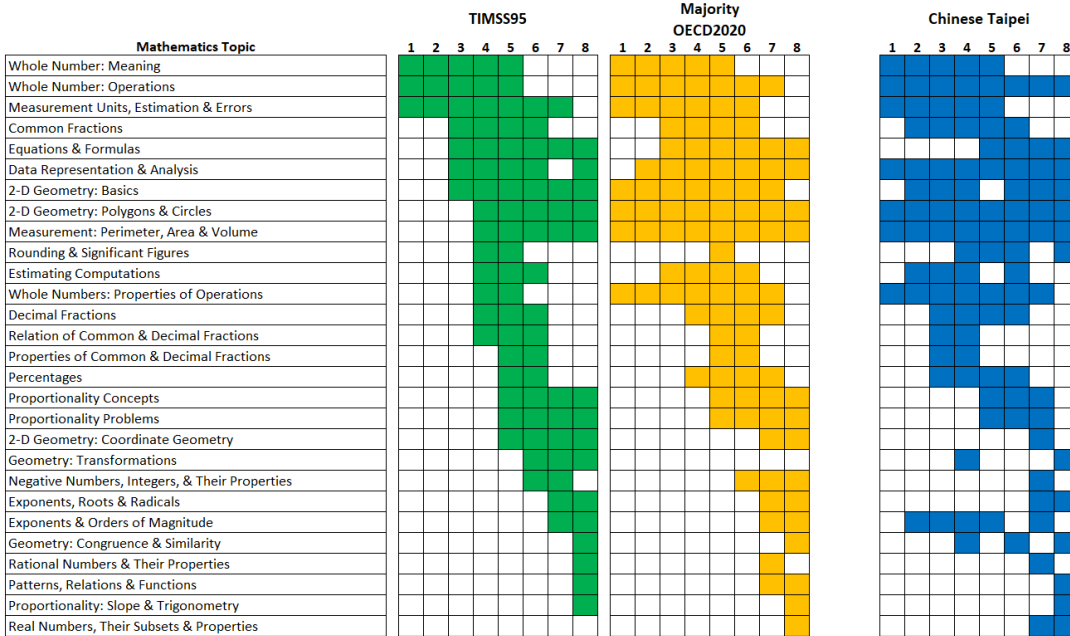 TIMSS95
Majority
OECD2020
Chinese Taipei
Mathematics Topic
1 2 3 4 5 6 7 8
1 2 3 4 5 6 7 8
1 2 3 4 5 6 7 8
Whole Number: Meaning
Whole Number: Operations
Measurement Units, Estimation & Errors
Common Fractions
Equations & Formulas
Data Representation & Analysis
2-D Geometry: Basics
2-D Geometry: Polygons & Circles
Measurement: Perimeter, Area & Volume
Rounding & Significant Figures
Estimating Computations
Whole Numbers: Properties of Operations
Decimal Fractions
Relation of Common & Decimal Fractions
Properties of Common & Decimal Fractions
Percentages
Proportionality Concepts
Proportionality Problems
2-D Geometry: Coordinate Geometry
Geometry: Transformations
Negative Numbers, Integers, & Their Properties
Exponents, Roots & Radicals
Exponents & Orders of Magnitude
Geometry: Congruence & Similarity
Rational Numbers & Their Properties
Patterns, Relations & Functions
Proportionality: Slope & Trigonometry
Real Numbers, Their Subsets & Properties